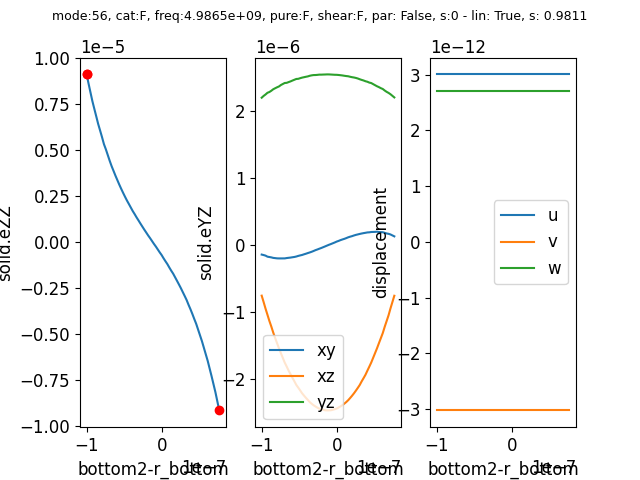 mode:56, cat:F, freq:4.9865e+09, pure:F, shear:F, par: False, s:0 - lin: True, s: 0.9811
1e−5
1.00
0.75
0.50
0.25
0.00
−0.25
−0.50
−0.75
−1.00
solid.eZZ
−1
0
1e−7
bottom2-r_bottom
1e−6
2
1
0
−1
−2
solid.eYZ
xy
xz
yz
−1
0
1e−7
bottom2-r_bottom
1e−12
3
2
1
0
−1
−2
−3
displacement
u
v
w
−1
0
1e−7
bottom2-r_bottom